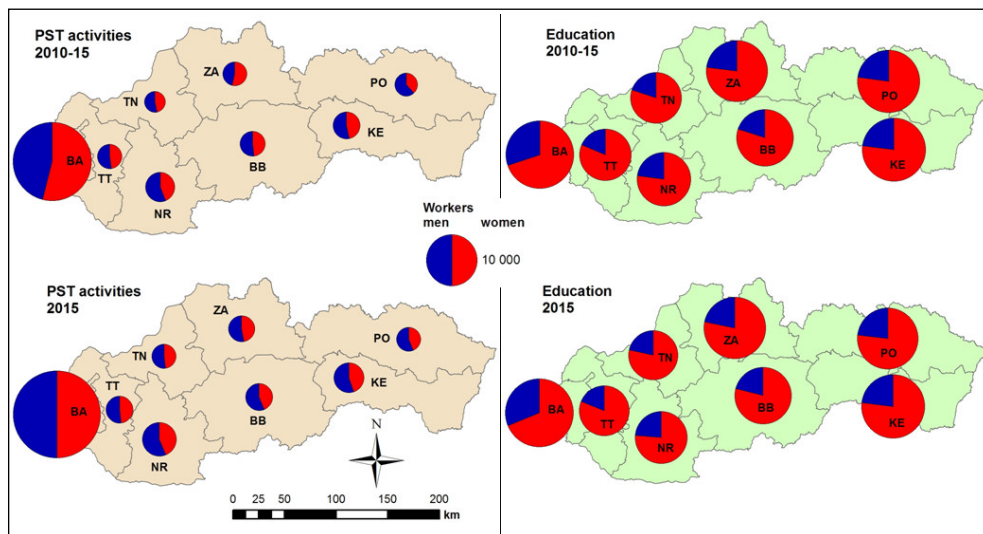 PST activities
2010-15
ZA
PO
TN
KE
BA
TT
BB
NR
Education
2010-15
ZA
PO
TN
BB
KE
BA
TT
NR
Workers
men women
10 000
PST activities
2015
ZA
PO
TN
KE
TT
BA
BB
NR
N
0 25 50 100 150 200
km
Education
2015
ZA
PO
TN
BB
KE
BA
TT
NR